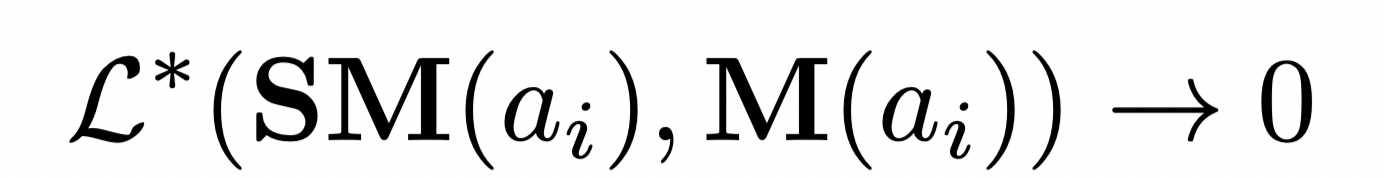 ℒ*(𝐒𝐌(𝑎ᵢ), 𝐌(𝑎ᵢ)) → 0